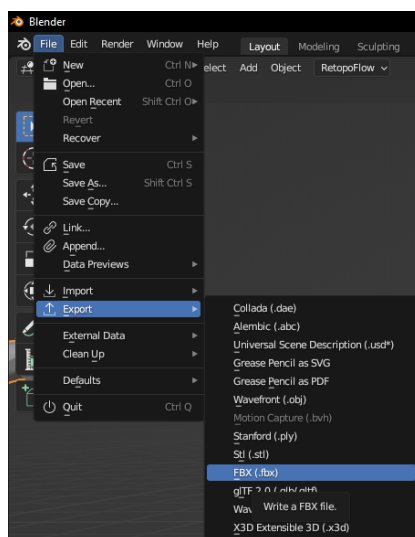 Blender
File Edit Render Window Help Layout Modeling Sculpting
New Ctrl N
elect Add Object RetopoFlow
Open... Ctrl O
Open Recent Shift Ctrl O
Revert
Recover
Save Ctrl S
Save As... Shift Ctrl S
Save Copy...
Link...
Append...
Data Previews
Import
Export
External Data
Clean Up
Defaults
Quit Ctrl Q
Collada (.dae)
Alembic (.abc)
Universal Scene Description (.usd*)
Grease Pencil as SVG
Grease Pencil as PDF
Wavefront (.obj)
Motion Capture (.bvh)
Stanford (.ply)
Stl (.stl)
FBX (.fbx)
glTF 2.0 (.glb/.gltf)
Wav
Write a FBX file.
X3D Extensible 3D (.x3d)